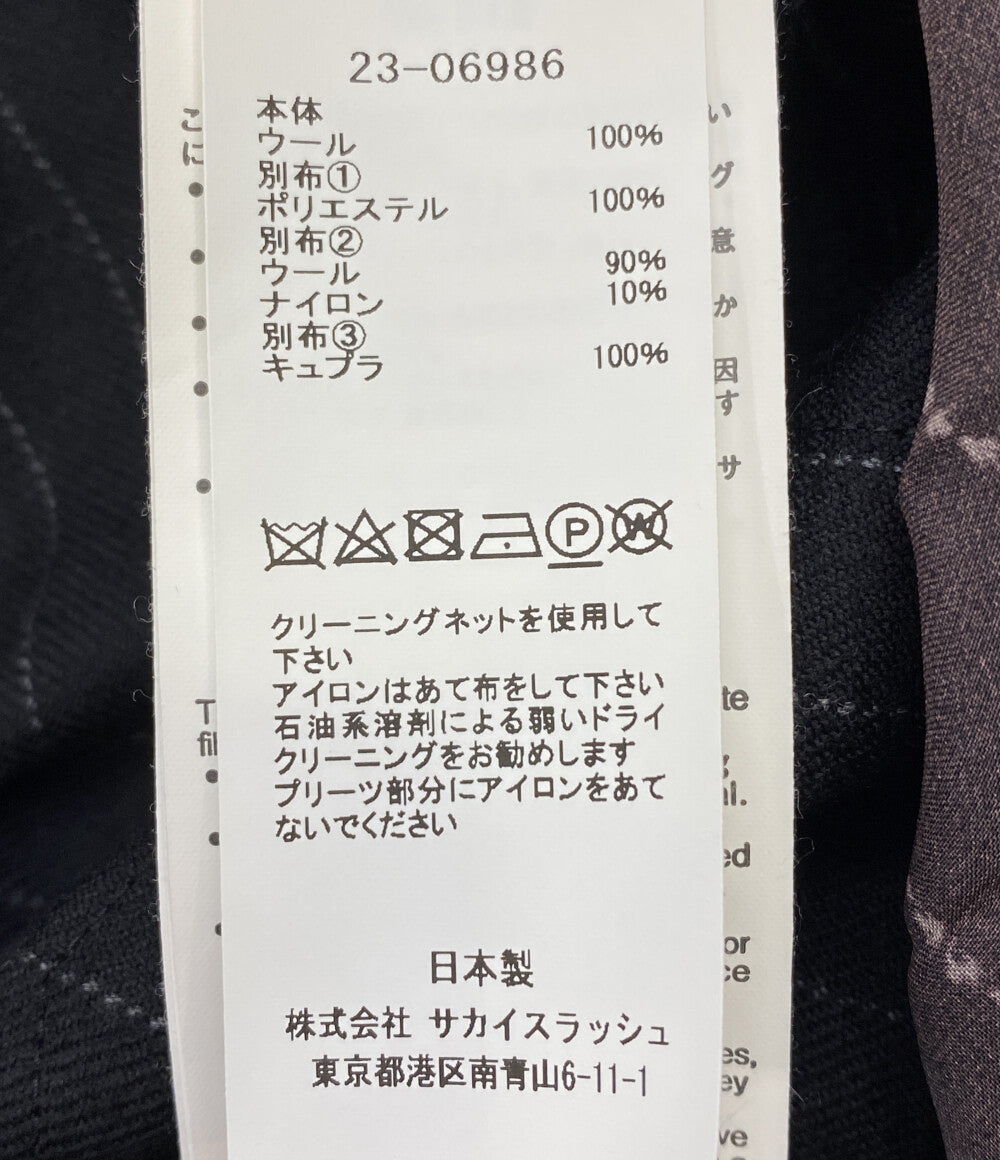 23-06986
本体
ウール 100%
別布①
ポリエステル 100%
別布②
ウール 90%
ナイロン 10%
別布③
キュプラ 100%
P
W
クリーニングネットを使用して
下さい
アイロンはあて布をして下さい
石油系溶剤による弱いドライ
クリーニングをお勧めします
プリーツ部分にアイロンをあて
ないでください
日本製
株式会社 サカイスラッシュ
東京都港区南青山6-11-1